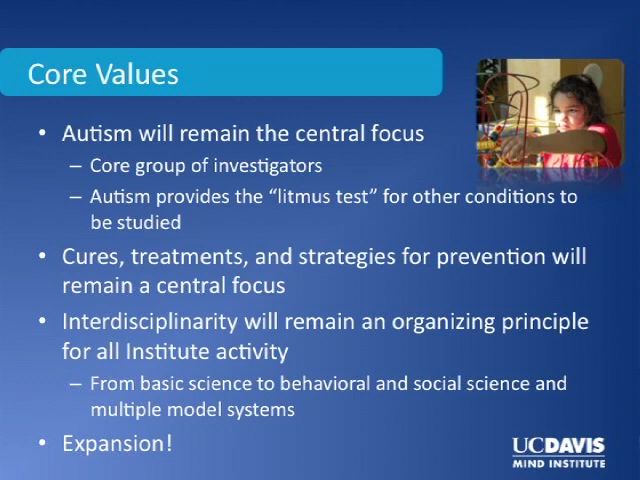 Core Values
• Autism will remain the central focus
– Core group of investigators
– Autism provides the “litmus test” for other conditions to
be studied
• Cures, treatments, and strategies for prevention will
remain a central focus
• Interdisciplinarity will remain an organizing principle
for all Institute activity
– From basic science to behavioral and social science and
multiple model systems
• Expansion!
UCDAVIS
MIND INSTITUTE